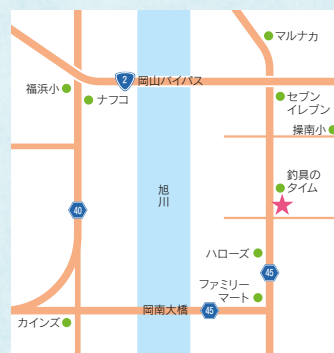 マルナカ
2
岡山バイパス
福浜小
ナフコ
セブン
イレブン
操南小
釣具の
タイム
旭川
40
ハローズ
45
ファミリー
マート
岡南大橋
45
カインズ